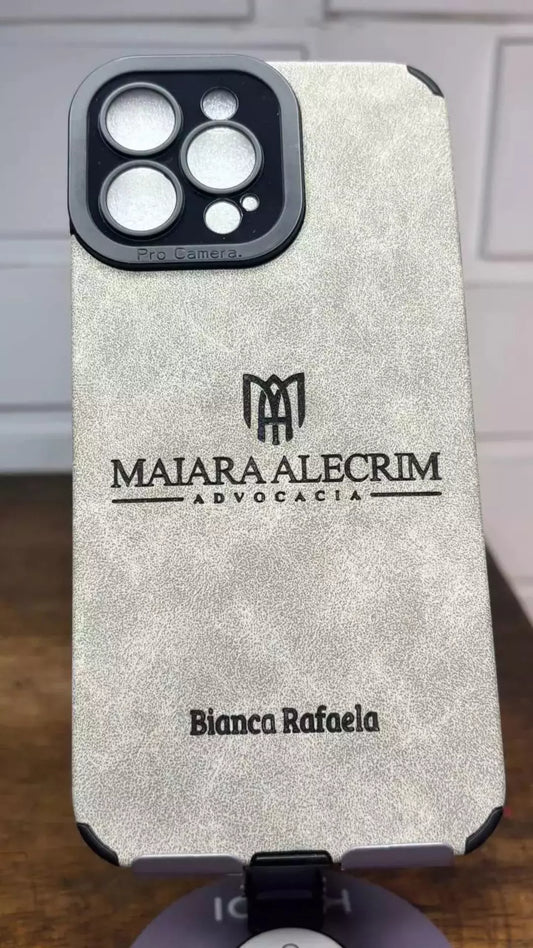 Pro Camera.
MAIARA ALECRIM
ADVOCACIA
Bianca Rafaela